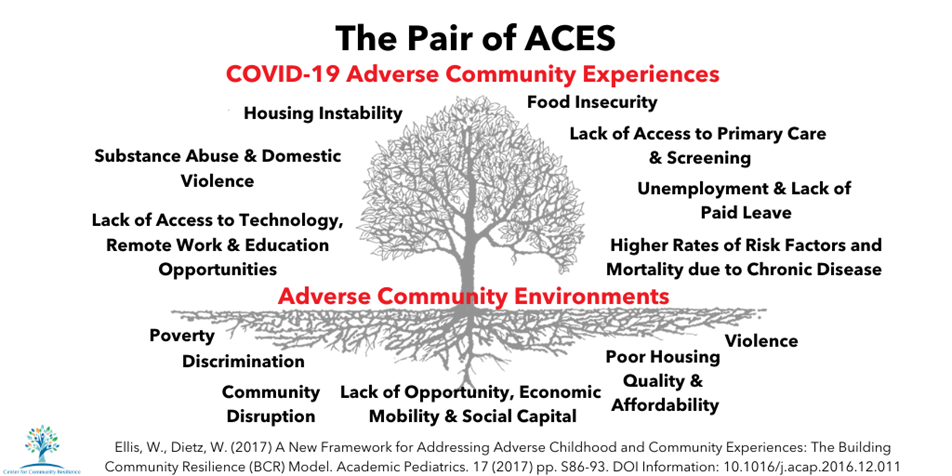 The Pair of ACES
COVID-19 Adverse Community Experiences
Housing Instability
Food Insecurity
Lack of Access to Primary Care
& Screening
Substance Abuse & Domestic
Violence
Unemployment & Lack of
Paid Leave
Lack of Access to Technology,
Remote Work & Education
Opportunities
Higher Rates of Risk Factors and
Mortality due to Chronic Disease
Adverse Community Environments
Poverty
Discrimination
Community
Disruption
Lack of Opportunity, Economic
Mobility & Social Capital
Poor Housing
Quality &
Affordability
Violence
Center for Community Resilience
Ellis, W., Dietz, W. (2017) A New Framework for Addressing Adverse Childhood and Community Experiences: The Building
Community Resilience (BCR) Model. Academic Pediatrics. 17 (2017) pp. S86-93. DOI Information: 10.1016/j.acap.2016.12.011